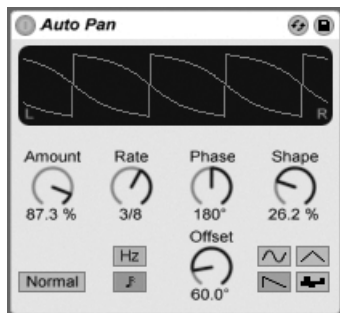 Auto Pan
L R
Amount Rate Phase Shape
87.3 % 3/8 180° 26.2 %
Offset
Hz
Normal
60.0°